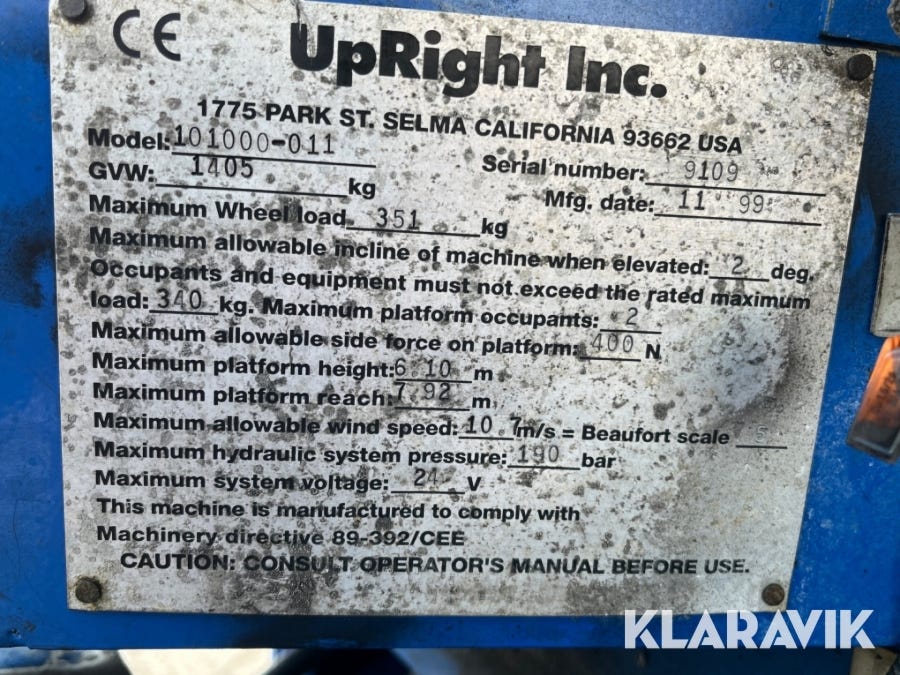 CE UpRight Inc.
1775 PARK ST. SELMA CALIFORNIA 93662 USA
Model: 101000-011 Serial number: 9109
GVW: 1405 kg Mfg. date: 11 99
Maximum Wheel load 351 kg
Maximum allowable incline of machine when elevated: 2 deg.
Occupants and equipment must not exceed the rated maximum
load: 340 kg. Maximum platform occupants: 2
Maximum allowable side force on platform: 400 N
Maximum platform height: 6.10 m
Maximum platform reach: 7.92 m
Maximum allowable wind speed: 10.7 m/s = Beaufort scale 5
Maximum hydraulic system pressure: 190 bar
Maximum system voltage: 24 V
This machine is manufactured to comply with
Machinery directive 89-392/CEE
CAUTION: CONSULT OPERATOR'S MANUAL BEFORE USE.
KLARAVIK